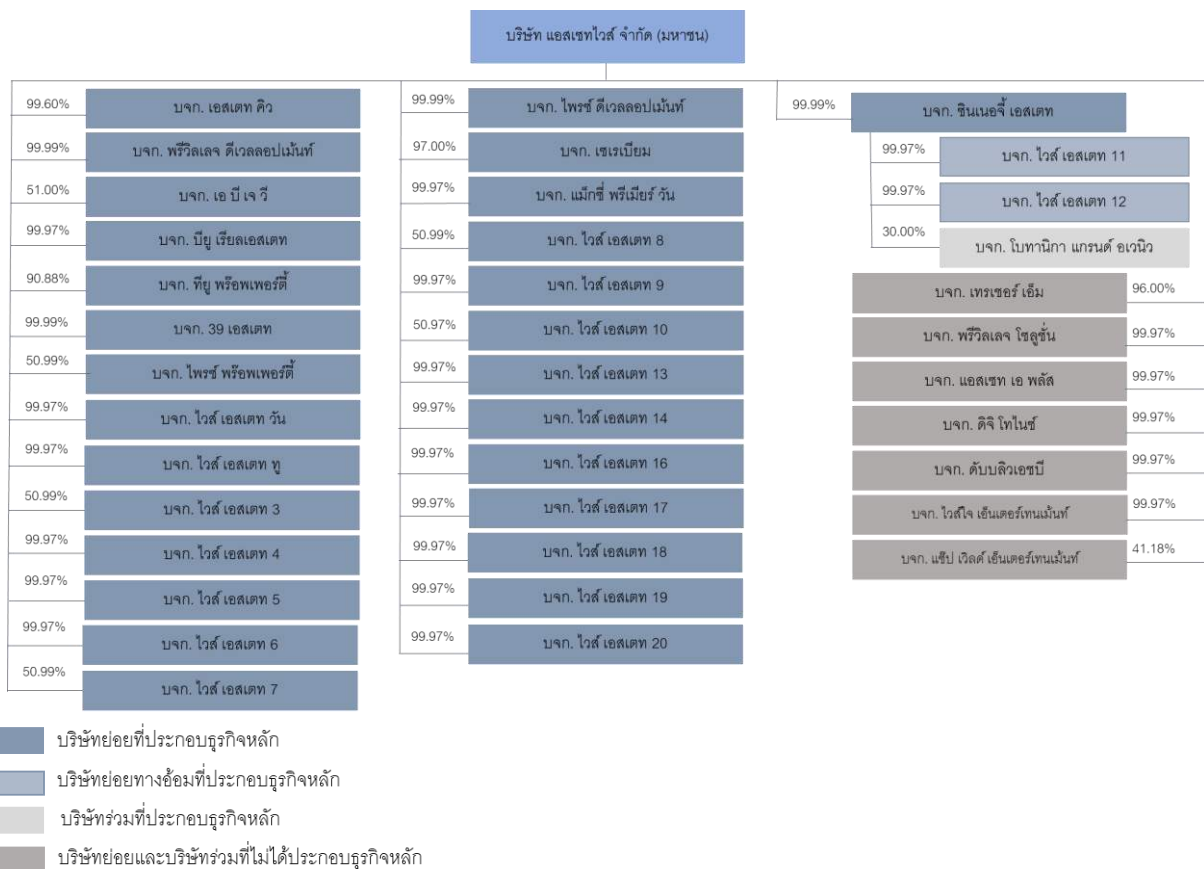 บริษัท แอสเซทไวส์ จำกัด (มหาชน)
99.60%
บจก. เอสเตท คิว
99.99%
บจก. พรีวิลเลจ ดีเวลลอปเม้นท์
51.00%
บจก. เอ บี เจ วี
99.97%
บจก. บียู เรียลเอสเตท
90.88%
บจก. ทียู พร๊อพเพอร์ตี้
99.99%
บจก. 39 เอสเตท
50.99%
บจก. ไพรซ์ พร๊อพเพอร์ตี้
99.97%
บจก. ไวส์ เอสเตท วัน
99.97%
บจก. ไวส์ เอสเตท ทู
50.99%
บจก. ไวส์ เอสเตท 3
99.97%
บจก. ไวส์ เอสเตท 4
99.97%
บจก. ไวส์ เอสเตท 5
99.97%
บจก. ไวส์ เอสเตท 6
50.99%
บจก. ไวส์ เอสเตท 7
99.99%
บจก. ไพรซ์ ดีเวลลอปเม้นท์
97.00%
บจก. เซเรเบียม
99.97%
บจก. แม็กซี่ พรีเมียร์ วัน
50.99%
บจก. ไวส์ เอสเตท 8
99.97%
บจก. ไวส์ เอสเตท 9
50.97%
บจก. ไวส์ เอสเตท 10
99.97%
บจก. ไวส์ เอสเตท 13
99.97%
บจก. ไวส์ เอสเตท 14
99.97%
บจก. ไวส์ เอสเตท 16
99.97%
บจก. ไวส์ เอสเตท 17
99.97%
บจก. ไวส์ เอสเตท 18
99.97%
บจก. ไวส์ เอสเตท 19
99.97%
บจก. ไวส์ เอสเตท 20
99.99%
บจก. ซินเนอจี้ เอสเตท
99.97%
บจก. ไวส์ เอสเตท 11
99.97%
บจก. ไวส์ เอสเตท 12
30.00%
บจก. โบทานิกา แกรนด์ อเวนิว
บจก. เทรเซอร์ เอ็ม
96.00%
บจก. พรีวิลเลจ โซลูชั่น
99.97%
บจก. แอสเซท เอ พลัส
99.97%
บจก. ดิจิ โทไนซ์
99.97%
บจก. ดับบลิวเอชบี
99.97%
บจก. ไวส์ใจ เอ็นเตอร์เทนเม้นท์
99.97%
บจก. แซ๊ป เวิลด์ เอ็นเตอร์เทนเม้นท์
41.18%
บริษัทย่อยที่ประกอบธุรกิจหลัก
บริษัทย่อยทางอ้อมที่ประกอบธุรกิจหลัก
บริษัทร่วมที่ประกอบธุรกิจหลัก
บริษัทย่อยและบริษัทร่วมที่ไม่ได้ประกอบธุรกิจหลัก